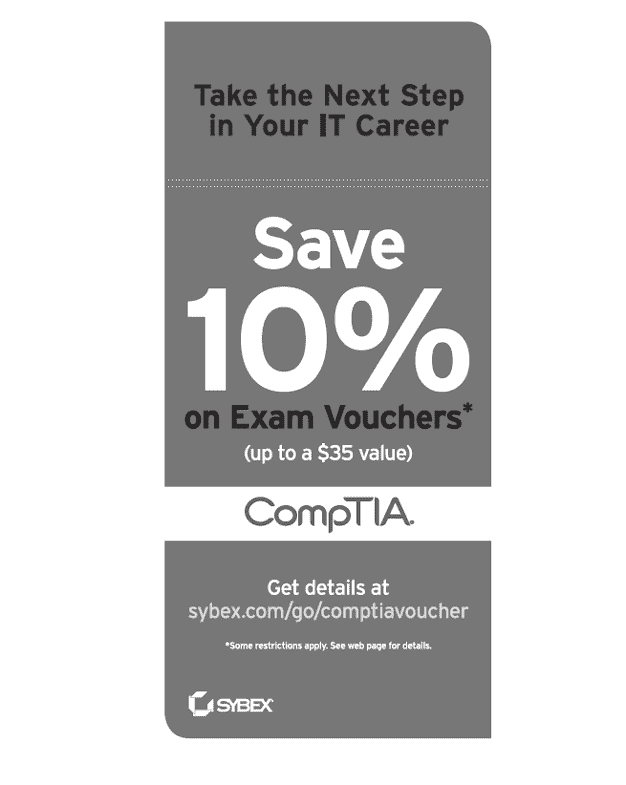 Take the Next Step
in Your IT Career
Save
10%
on Exam Vouchers*
(up to a $35 value)
CompTIA.
Get details at
sybex.com/go/comptiavoucher
*Some restrictions apply. See web page for details.
SYBEX